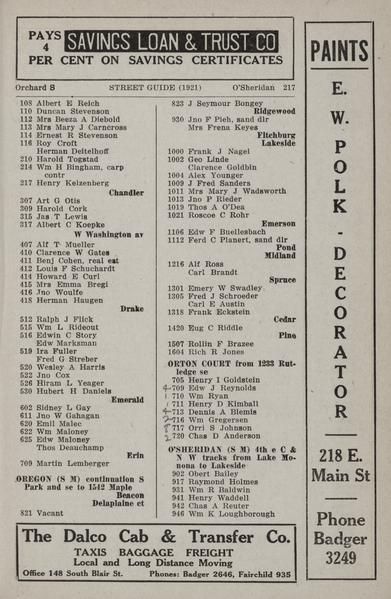 PAYS 4 SAVINGS LOAN & TRUST CO
PER CENT ON SAVINGS CERTIFICATES
Orchard S STREET GUIDE (1921) O'Sheridan 217
108 Albert E Reich
110 Duncan Stevenson
112 Mrs Beeza A Diebold
113 Mrs Mary J Carncross
114 Ernest R Stevenson
116 Roy Croft
Herman Deitelhoff
210 Harold Togstad
214 Wm H Bingham, carp
contr
217 Henry Kelzenberg
Chandler
307 Art G Otis
309 Harold Cork
315 Jas T Lewis
317 Albert C Koepke
W Washington av
407 Alf T Mueller
410 Clarence W Gates
411 Benj Cohen, real est
412 Louis F Schuchardt
414 Howard E Curl
415 Mrs Emma Bregi
416 Jno Woulfe
418 Herman Haugen
Drake
512 Ralph J Flick
515 Wm L Rideout
516 Edwin C Story
Edw Marksman
519 Ira Fuller
Fred G Streber
520 Wesley A Harris
522 Jno Cox
526 Hiram L Yeager
530 Hubert H Daniels
Emerald
602 Sidney L Gay
611 Jno W Gahagan
620 Emil Malec
622 Wm Maloney
625 Edw Maloney
Thos Deauchamp
Erin
709 Martin Lemberger
OREGON (S M) continuation S
Park and se to 1542 Maple
Beacon
Delaplaine ct
821 Vacant
823 J Seymour Bongey
Ridgewood
930 Jno F Pieh, sand dlr
Mrs Frena Keyes
Fitchburg
Lakeside
1000 Frank J Nagel
1002 Geo Linde
Clarence Goldbin
1004 Alex Younger
1009 J Fred Sanders
1011 Mrs Mary J Wadsworth
1013 Jno P Rieder
1019 Thos A O'Dea
1021 Roscoe C Rohr
Emerson
1106 Edw F Buellesbach
1112 Ferd C Planert, sand dlr
Pond
Midland
1216 Alf Ross
Carl Brandt
Spruce
1301 Emery W Swadley
1305 Fred J Schroeder
Carl E Austin
1318 Frank Eckstein
Cedar
1420 Eug C Riddle
Pine
1507 Rollin F Brazee
1604 Rich R Jones
ORTON COURT from 1233 Rutledge se
705 Henry I Goldstein
709 Edw J Reynolds
710 Wm Ryan
711 Henry D Kimball
713 Dennis A Blemis
716 Wm Gregersen
717 Orri S Johnson
720 Chas D Anderson
O'SHERIDAN (S M) 4th e C &
N W tracks from Lake Monona to Lakeside
902 Obert Bailey
917 Raymond Holmes
931 Wm R Baldwin
941 Henry Waddell
942 Chas A Reuter
946 Wm K Loughborough
The Dalco Cab & Transfer Co.
TAXIS BAGGAGE FREIGHT
Local and Long Distance Moving
Office 148 South Blair St. Phones: Badger 2646, Fairchild 935
PAINTS
E. W. POLK - DECORATOR
218 E.
Main St
Phone
Badger
3249